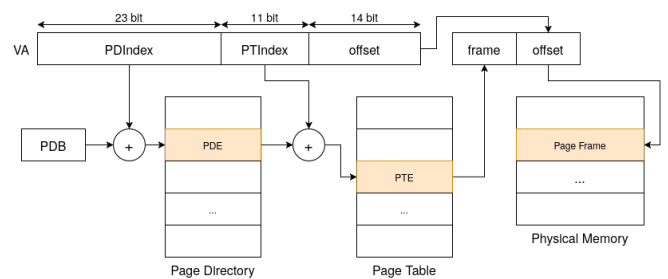 23 bit 11 bit 14 bit
VA PDIndex PTIndex offset frame offset
PDB + PDE + Page Frame
PTE ...
... ...
Physical Memory
Page Directory Page Table